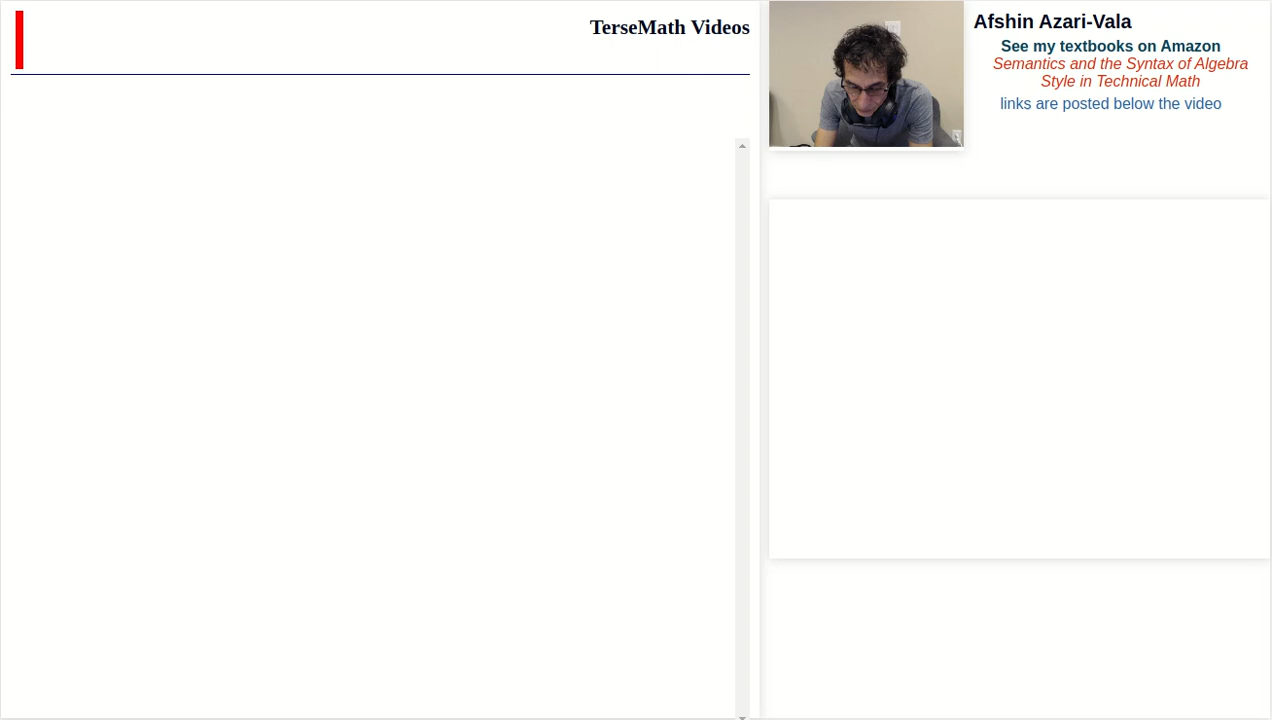 TerseMath Videos
Afshin Azari-Vala
See my textbooks on Amazon
Semantics and the Syntax of Algebra
Style in Technical Math
links are posted below the video